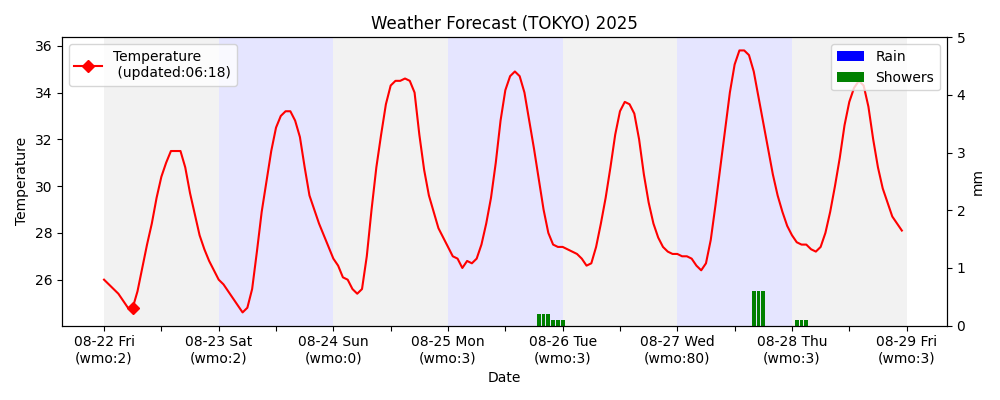 Weather Forecast (TOKYO) 2025
Temperature
(updated:06:18)
Rain
Showers
36
34
32
30
28
26
Temperature
5
4
3
2
1
0
mm
08-22 Fri
(wmo:2)
08-23 Sat
(wmo:2)
08-24 Sun
(wmo:0)
08-25 Mon
(wmo:3)
08-26 Tue
(wmo:3)
08-27 Wed
(wmo:80)
08-28 Thu
(wmo:3)
08-29 Fri
(wmo:3)
Date